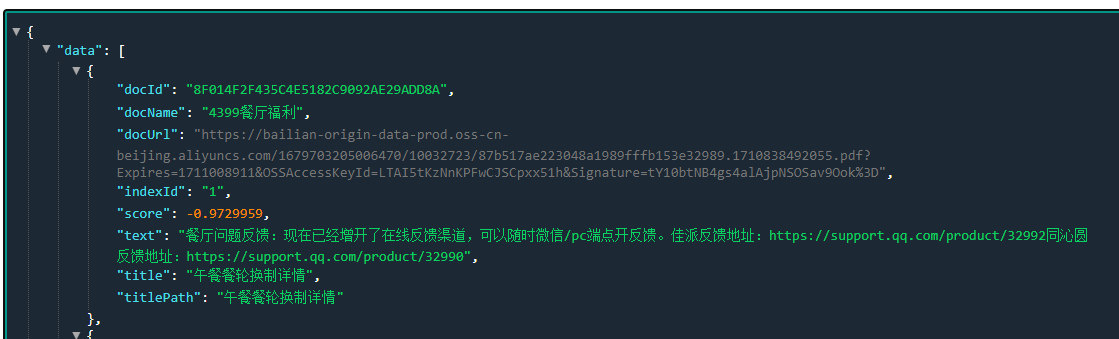 {
"data": [
{
"docId": "8F014F2F435C4E5182C9092AE29ADD8A",
"docName": "4399餐厅福利",
"docUrl": "https://bailian-origin-data-prod.oss-cn-
beijing.aliyuncs.com/1679703205006470/10032723/87b517ae223048a1989fffb153e32989.1710838492055.pdf?
Expires=1711008911&OSSAccessKeyId=LTAI5tKzNnKPFwCJSCpxx51h&Signature=tY10btNB4gs4alAjpNSOSav9Ook%3D",
"indexId": "1",
"score": -0.9729959,
"text": "餐厅问题反馈：现在已经增开了在线反馈渠道，可以随时微信/pc端点开反馈。佳派反馈地址：https://support.qq.com/product/32992同沁圆
反馈地址：https://support.qq.com/product/32990",
"title": "午餐餐轮换制详情",
"titlePath": "午餐餐轮换制详情"
},
{